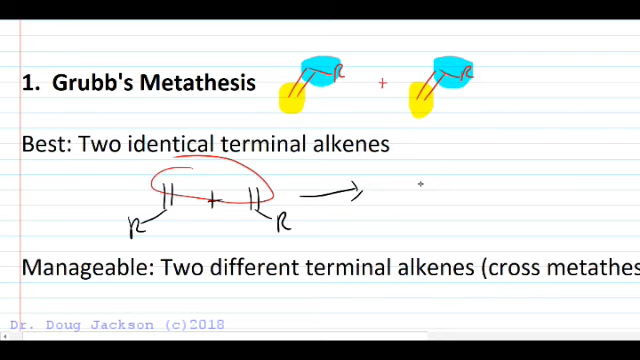 1. Grubb's Metathesis R + R
Best: Two identical terminal alkenes
R + R
Manageable: Two different terminal alkenes (cross metathes
Dr. Doug Jackson (c)2018